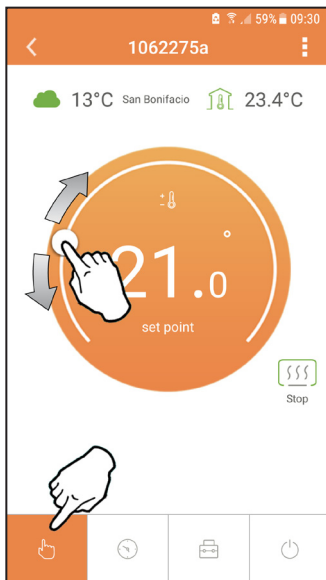 59% 09:30
1062275a
13°C San Bonifacio 23.4°C
21.0°
set point
Stop